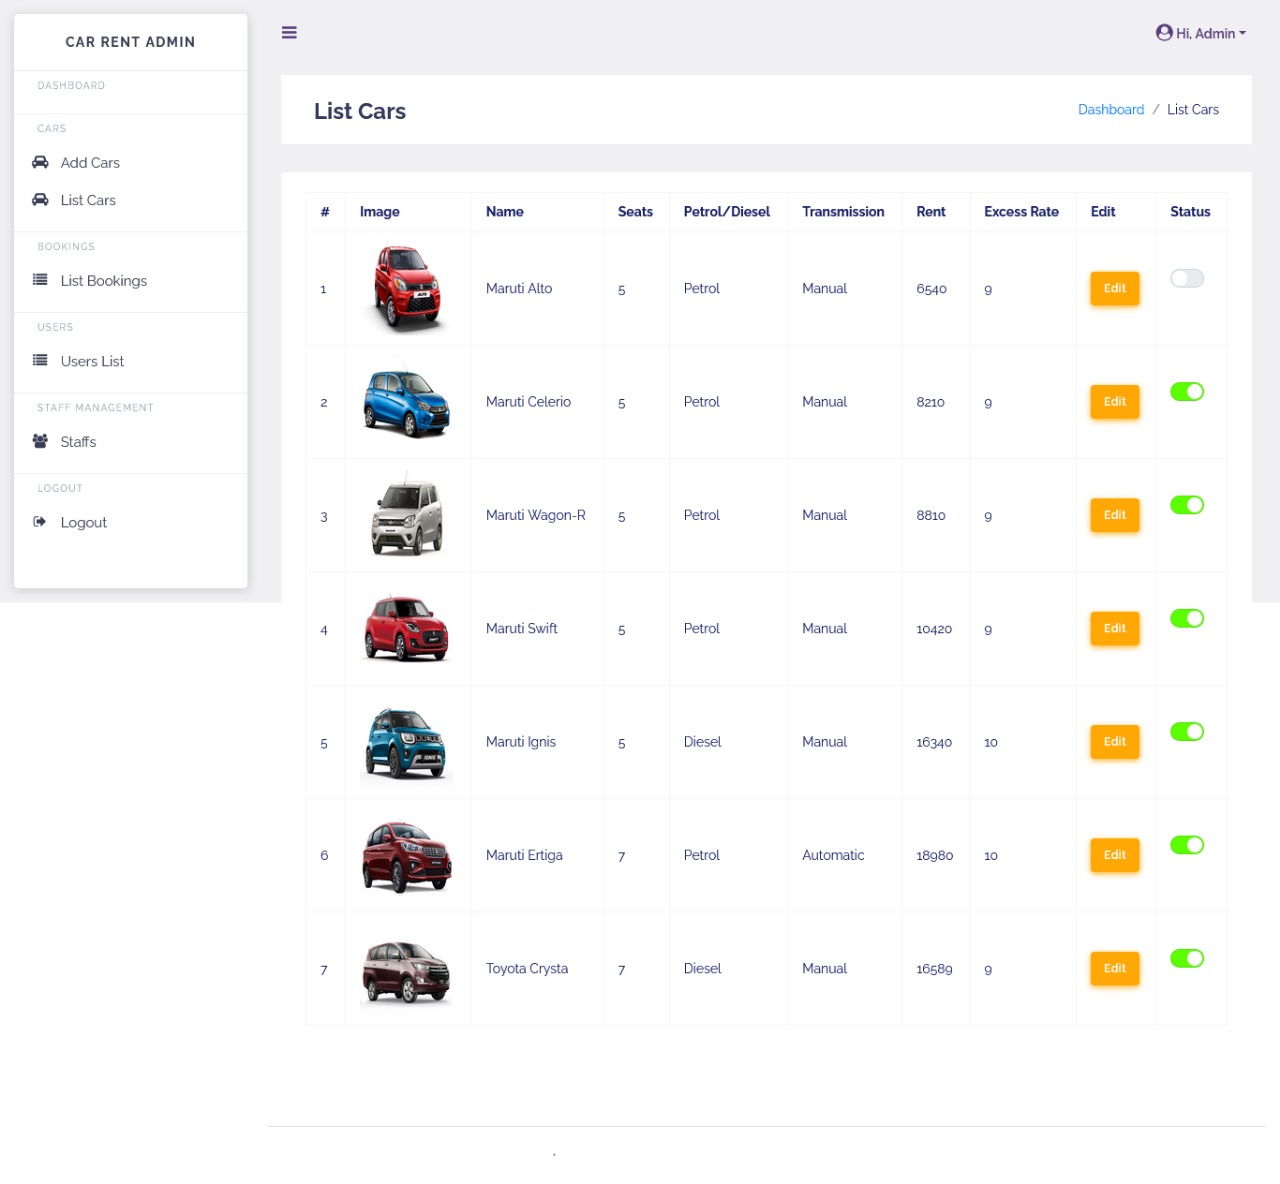 CAR RENT ADMIN
Hi, Admin
DASHBOARD
CARS
Add Cars
List Cars
BOOKINGS
List Bookings
USERS
Users List
STAFF MANAGEMENT
Staffs
LOGOUT
Logout
List Cars
Dashboard / List Cars
# Image Name Seats Petrol/Diesel Transmission Rent Excess Rate Edit Status
1 Maruti Alto 5 Petrol Manual 6540 9 Edit
2 Maruti Celerio 5 Petrol Manual 8210 9 Edit
3 Maruti Wagon-R 5 Petrol Manual 8810 9 Edit
4 Maruti Swift 5 Petrol Manual 10420 9 Edit
5 Maruti Ignis 5 Diesel Manual 16340 10 Edit
6 Maruti Ertiga 7 Petrol Automatic 18980 10 Edit
7 Toyota Crysta 7 Diesel Manual 16589 9 Edit
.